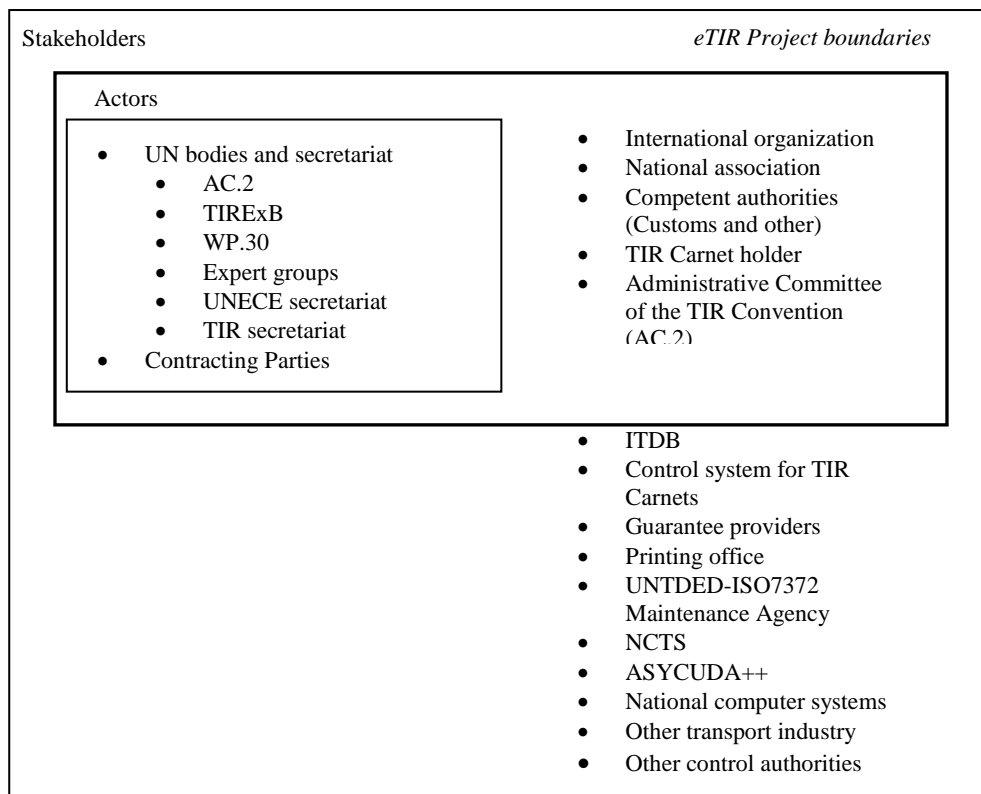 Stakeholders
eTIR Project boundaries
Actors
• UN bodies and secretariat
• AC.2
• TIRExB
• WP.30
• Expert groups
• UNECE secretariat
• TIR secretariat
• Contracting Parties
• International organization
• National association
• Competent authorities
(Customs and other)
• TIR Carnet holder
• Administrative Committee
of the TIR Convention
(AC.2)
• ITDB
• Control system for TIR
Carnets
• Guarantee providers
• Printing office
• UNTDED-ISO7372
Maintenance Agency
• NCTS
• ASYCUDA++
• National computer systems
• Other transport industry
• Other control authorities